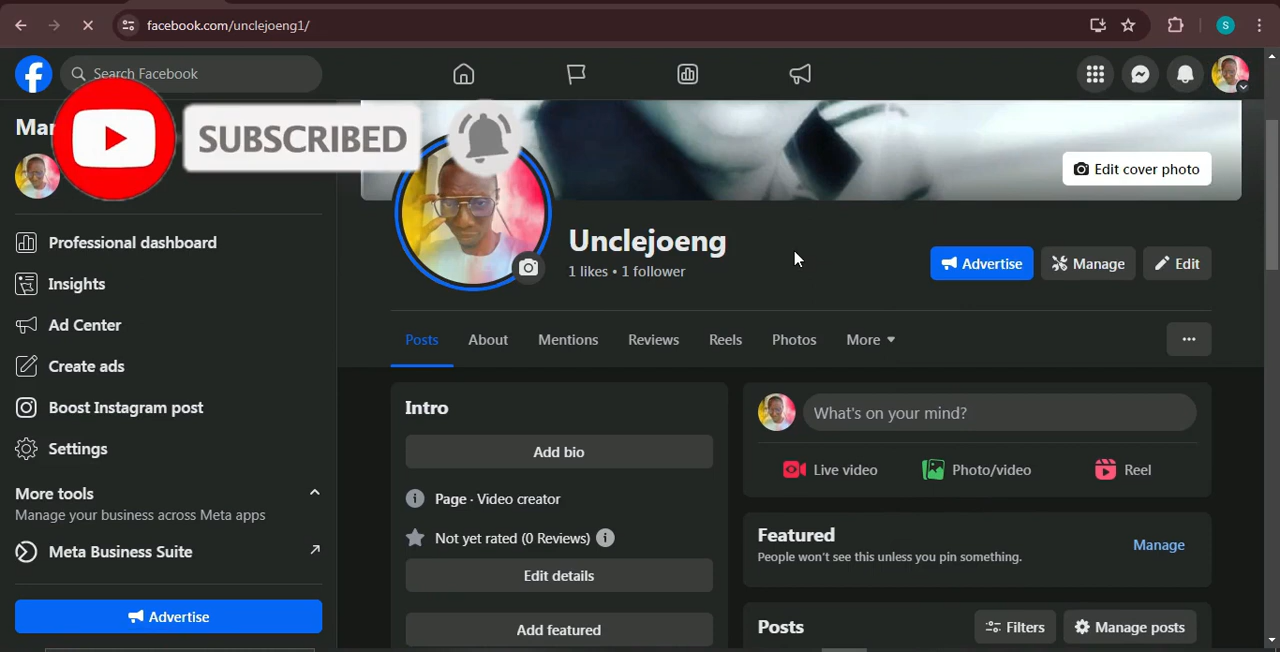 facebook.com/unclejoeng1/
S
Search Facebook
SUBSCRIBED
Edit cover photo
Professional dashboard
Insights
Ad Center
Create ads
Boost Instagram post
Settings
More tools
Manage your business across Meta apps
Meta Business Suite
Advertise
Unclejoeng
1 likes • 1 follower
Advertise
Manage
Edit
Posts
About
Mentions
Reviews
Reels
Photos
More
Intro
Add bio
Page · Video creator
Not yet rated (0 Reviews)
Edit details
Add featured
What's on your mind?
Live video
Photo/video
Reel
Featured
People won't see this unless you pin something.
Manage
Posts
Filters
Manage posts